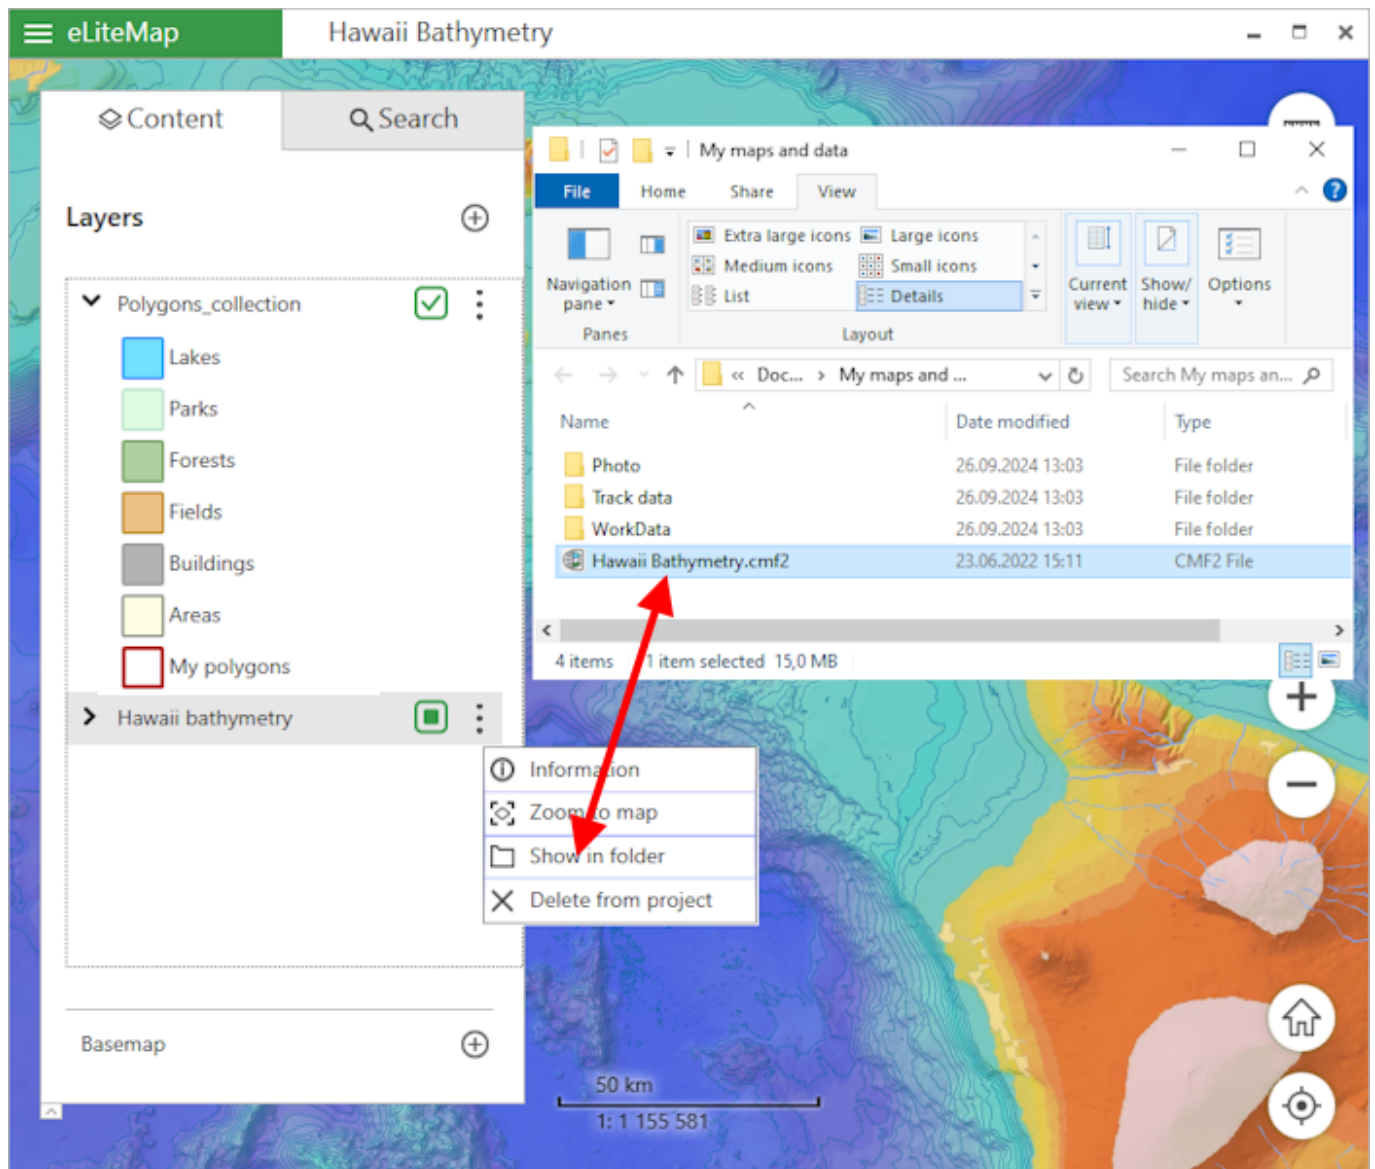 eLiteMap
Hawaii Bathymetry
Content
Search
Layers
Polygons_collection
Lakes
Parks
Forests
Fields
Buildings
Areas
My polygons
Hawaii bathymetry
Basemap
My maps and data
File Home Share View
Navigation pane
Panes
Extra large icons Large icons
Medium icons Small icons
List Details
Layout
Current view
Show/ hide
Options
« Doc... › My maps and ...
Search My maps an...
Name Date modified Type
Photo 26.09.2024 13:03 File folder
Track data 26.09.2024 13:03 File folder
WorkData 26.09.2024 13:03 File folder
Hawaii Bathymetry.cmf2 23.06.2022 15:11 CMF2 File
4 items 1 item selected 15,0 MB
Information
Zoom to map
Show in folder
Delete from project
50 km
1: 1 155 581